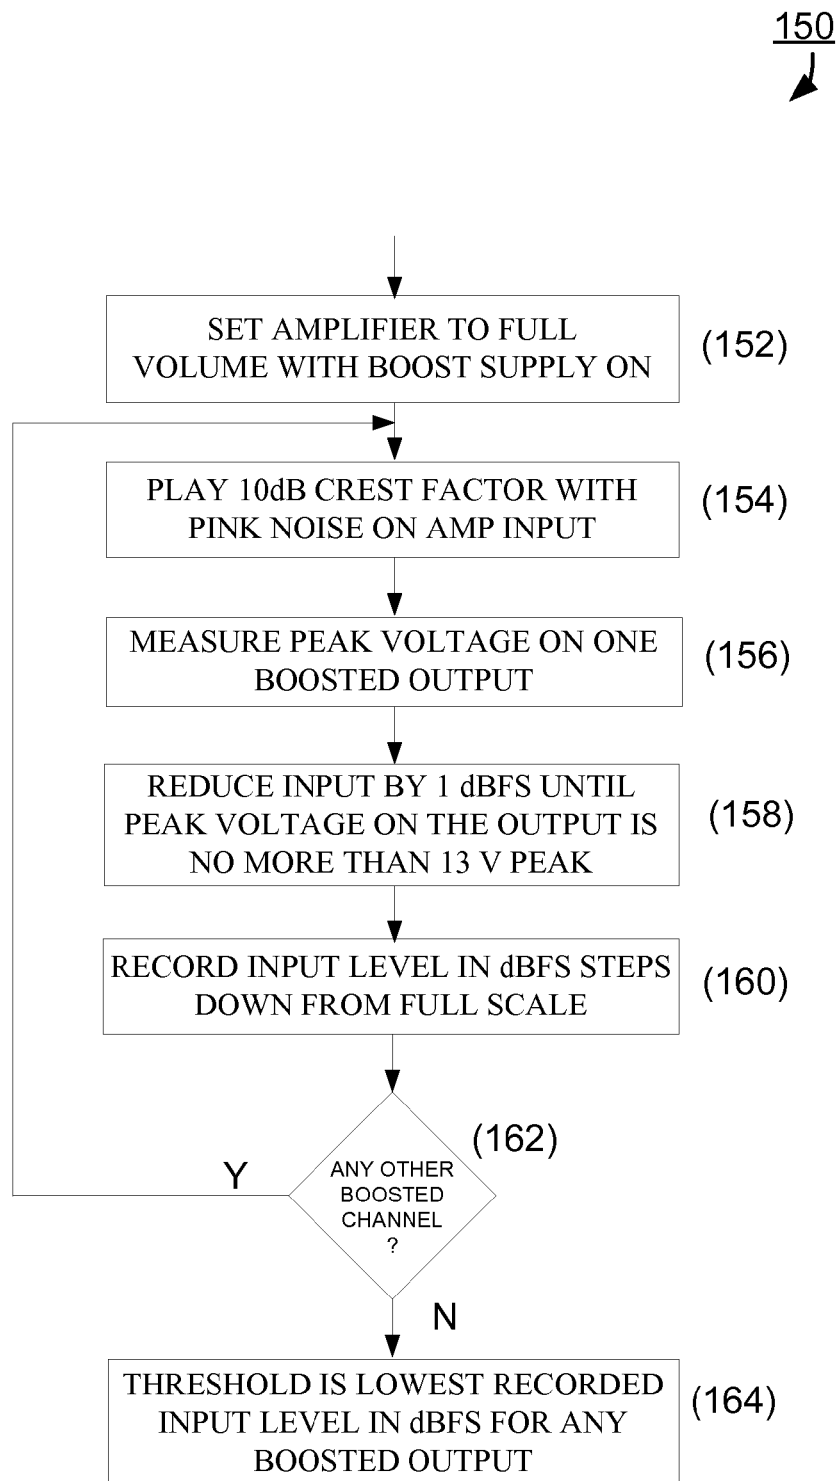 150
SET AMPLIFIER TO FULL
VOLUME WITH BOOST SUPPLY ON
(152)
PLAY 10dB CREST FACTOR WITH
PINK NOISE ON AMP INPUT
(154)
MEASURE PEAK VOLTAGE ON ONE
BOOSTED OUTPUT
(156)
REDUCE INPUT BY 1 dBFS UNTIL
PEAK VOLTAGE ON THE OUTPUT IS
NO MORE THAN 13 V PEAK
(158)
RECORD INPUT LEVEL IN dBFS STEPS
DOWN FROM FULL SCALE
(160)
(162)
ANY OTHER
BOOSTED
CHANNEL
?
Y
N
THRESHOLD IS LOWEST RECORDED
INPUT LEVEL IN dBFS FOR ANY
BOOSTED OUTPUT
(164)